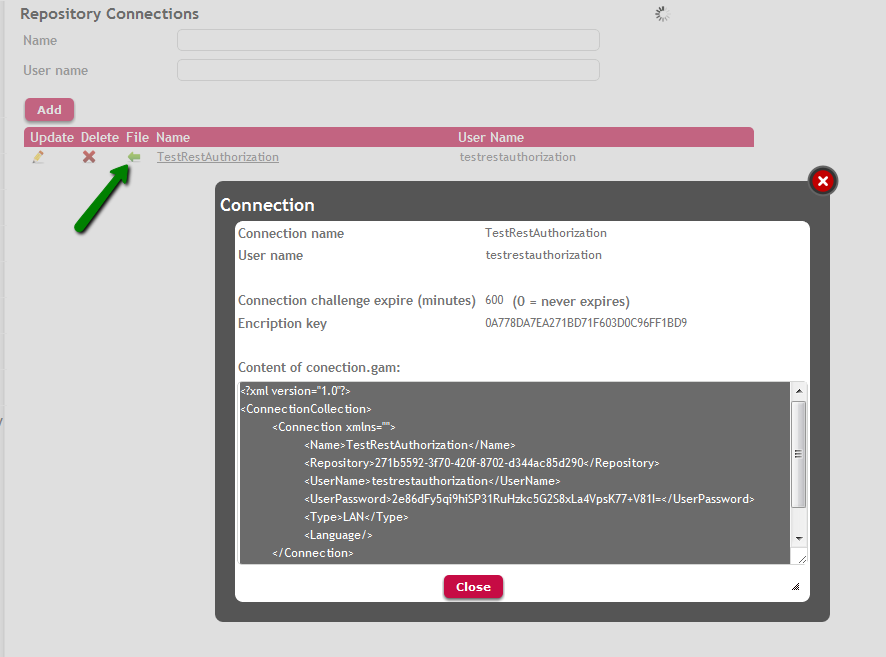 Repository Connections
Name
User name
Add
Update Delete File Name User Name
TestRestAuthorization testrestauthorization
Connection
Connection name TestRestAuthorization
User name testrestauthorization
Connection challenge expire (minutes) 600 (0 = never expires)
Encription key 0A778DA7EA271BD71F603D0C96FF1BD9
Content of conection.gam:
<?xml version="1.0"?>
<ConnectionCollection>
<Connection xmlns="">
<Name>TestRestAuthorization</Name>
<Repository>271b5592-3f70-420f-8702-d344ac85d290</Repository>
<UserName>testrestauthorization</UserName>
<UserPassword>2e86dFy5qi9hiSP31RuHzkc5G2S8xLa4VpsK77+V81I=</UserPassword>
<Type>LAN</Type>
<Language/>
</Connection>
Close